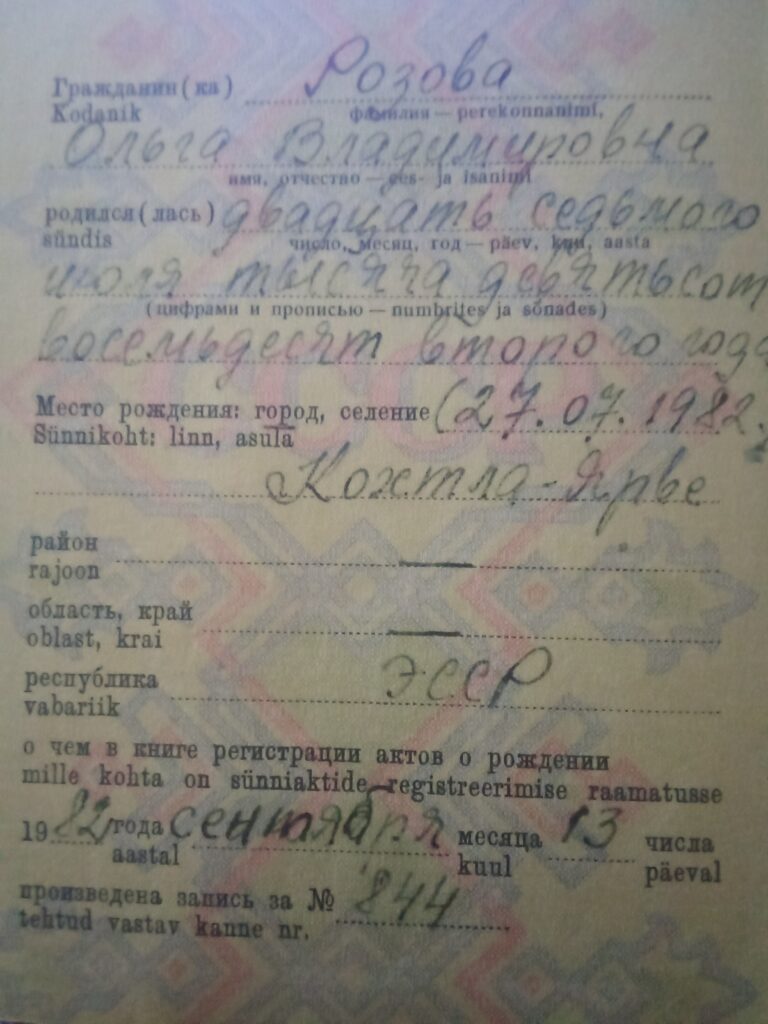 Гражданин(ка) Розова
Kodanik фамилия — perekonnanimi,
Ольга Владимировна
имя, отчество — ees- ja isanimi
родился(лась) двадцать седьмого
sündis число, месяц, год — päev, kuu, aasta
июля тысяча девятьсот
(цифрами и прописью — numbrites ja sõnades)
восемьдесят второго года
Место рождения: город, селение (27.07.1982.)
Sünnikoht: linn, asula
Кохтла-Ярве
район —
rajoon
область, край —
oblast, krai
республика ЭССР
vabariik
о чем в книге регистрации актов о рождении
mille kohta on sünniaktide registreerimise raamatusse
1982 года сентября месяца 13 числа
aastal kuul päeval
произведена запись за № 844
tehtud vastav kanne nr.